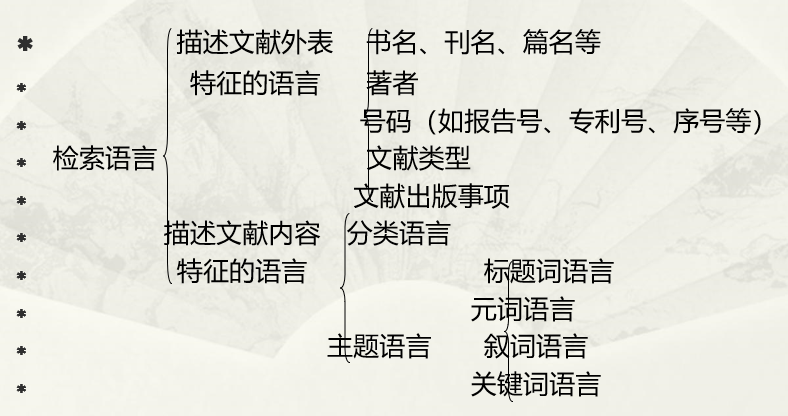 * 描述文献外表 书名、刊名、篇名等
* 特征的语言 著者
* 号码（如报告号、专利号、序号等）
* 检索语言 文献类型
* 文献出版事项
* 描述文献内容 分类语言
* 特征的语言 标题词语言
* 元词语言
* 主题语言 叙词语言
* 关键词语言